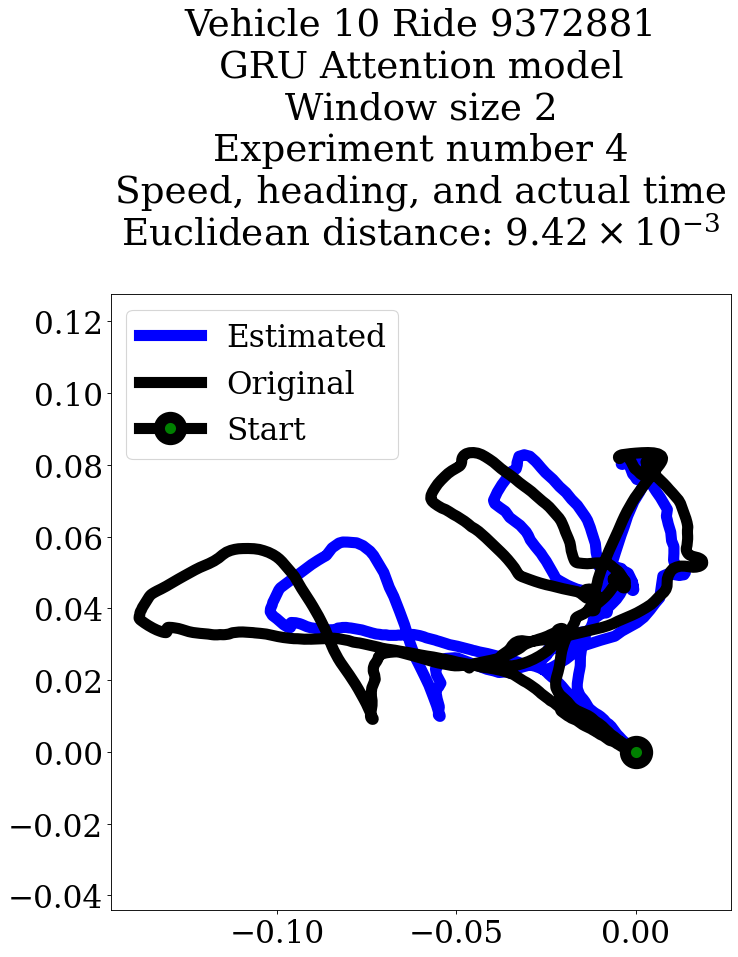 Vehicle 10 Ride 9372881
GRU Attention model
Window size 2
Experiment number 4
Speed, heading, and actual time
Euclidean distance: 9.42 × 10⁻³
0.12
0.10
0.08
0.06
0.04
0.02
0.00
−0.02
−0.04
Estimated
Original
Start
−0.10
−0.05
0.00